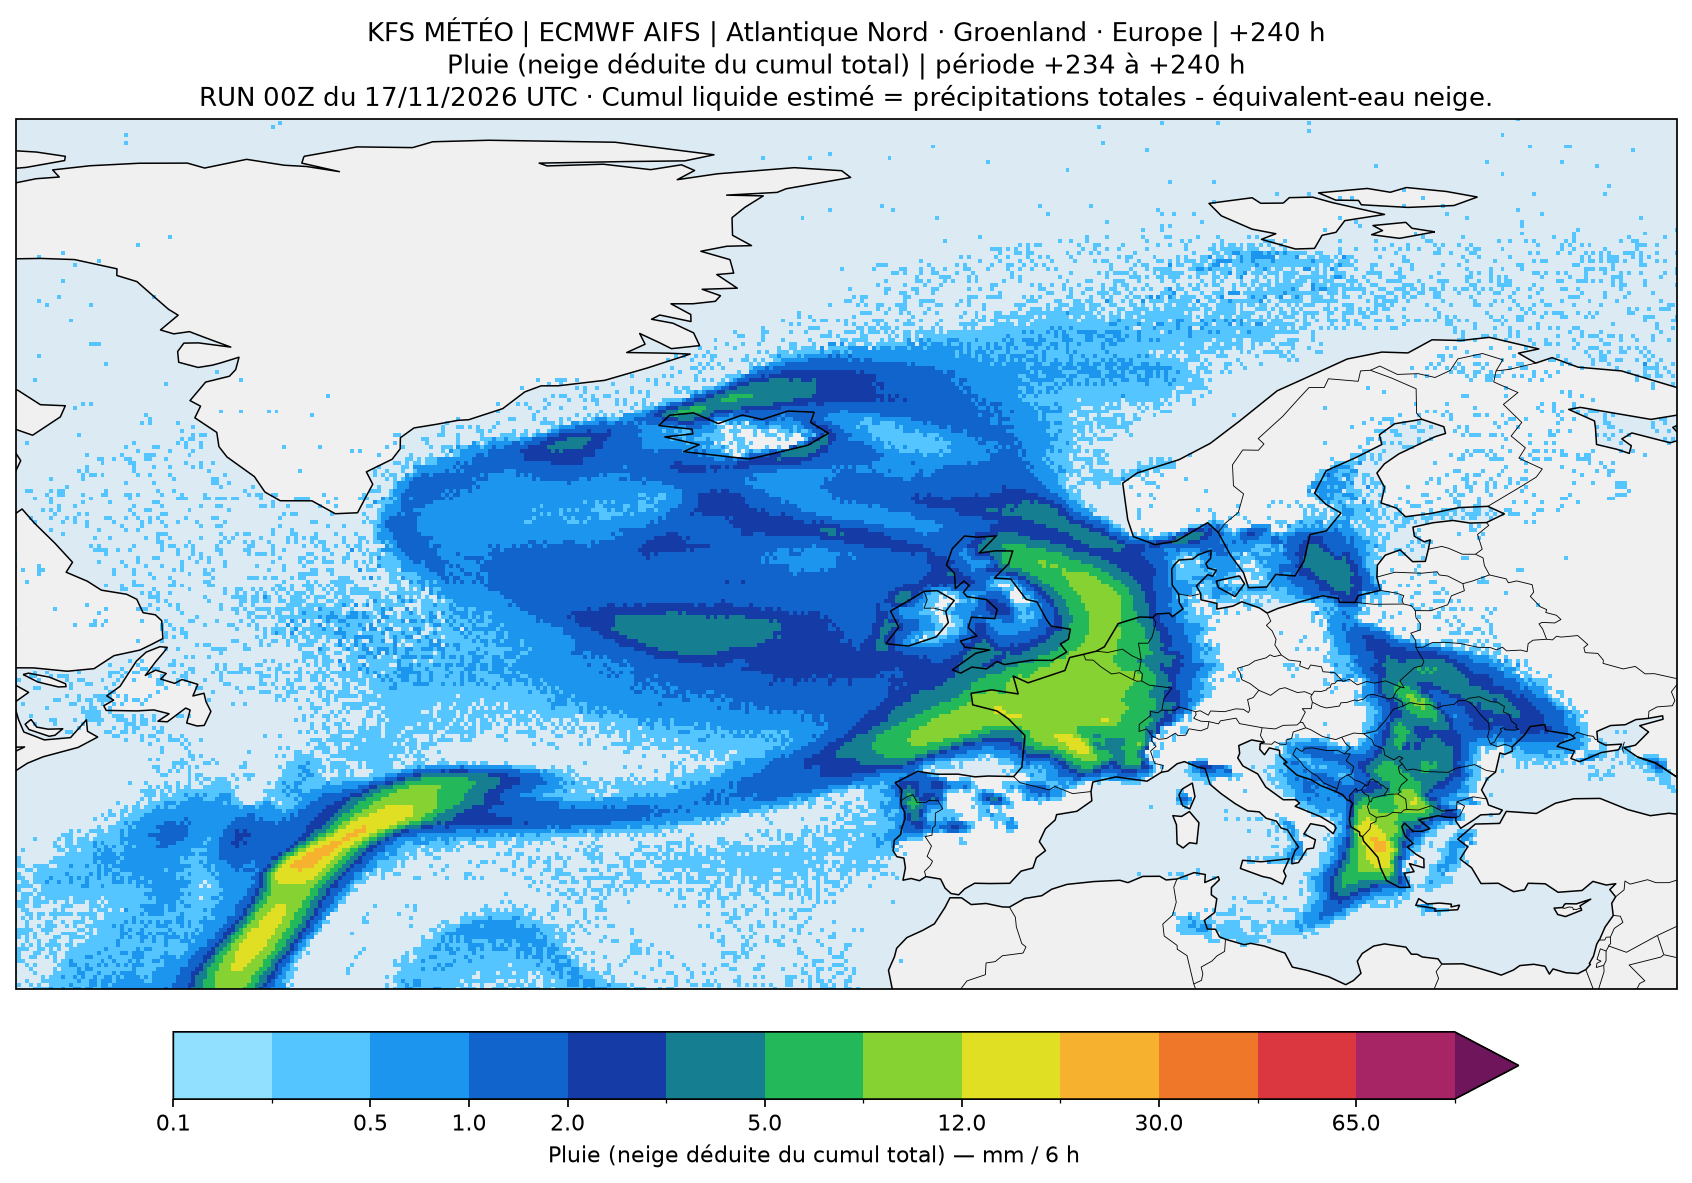 KFS MÉTÉO | ECMWF AIFS | Atlantique Nord · Groenland · Europe | +240 h
Pluie (neige déduite du cumul total) | période +234 à +240 h
RUN 00Z du 17/11/2026 UTC · Cumul liquide estimé = précipitations totales - équivalent-eau neige.
0.1 0.5 1.0 2.0 5.0 12.0 30.0 65.0
Pluie (neige déduite du cumul total) — mm / 6 h